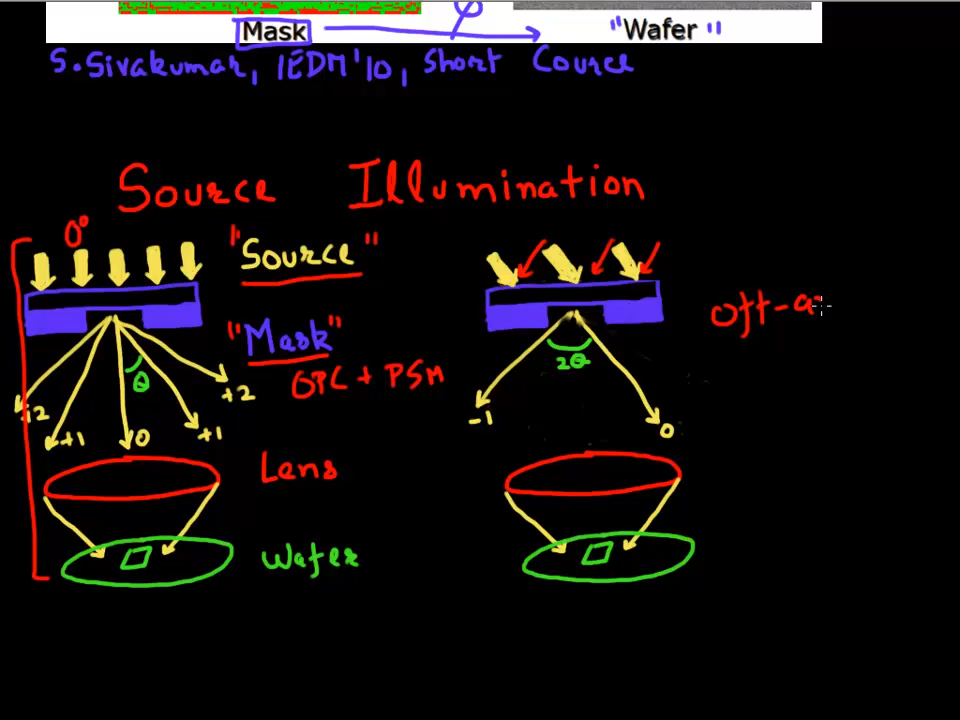 Mask "Wafer"
S. Sivakumar, IEDM'10, Short Cource
Source Illumination
0°
"Source"
"Mask"
OPC + PSM
θ
+2
+1
0
+1
+2
Lens
Wafer
2θ
-1
0
Off-a